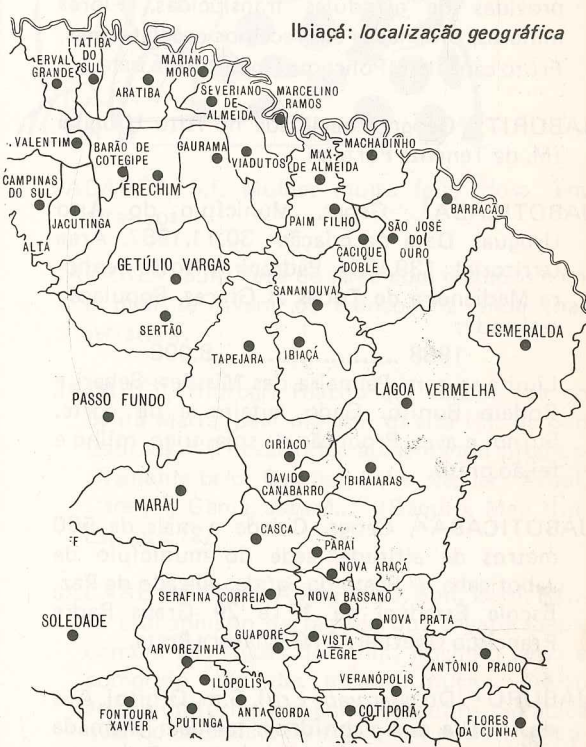 Ibiaçá: localização geográfica
ITATIBA
DO
SUL
ERVAL
GRANDE
ARATIBA
MARIANO
MORO
SEVERIANO
DE
ALMEIDA
MARCELINO
RAMOS
VALENTIM
BARÃO DE
COTEGIPE
ERECHIM
GAURAMA
VIADUTOS
MAX.
DE ALMEIDA
MACHADINHO
CAMPINAS
DO SUL
JACUTINGA
ALTA
PAIM FILHO
CACIQUE
DOBLE
SÃO JOSÉ
DO
OURO
BARRACÃO
GETÚLIO VARGAS
SANANDUVA
SERTÃO
TAPEJARA
IBIAÇÁ
ESMERALDA
PASSO FUNDO
LAGOA VERMELHA
CIRÍACO
DAVID
CANABARRO
IBIRAIARAS
MARAU
CASCA
PARAÍ
NOVA ARAÇÁ
SERAFINA CORREIA
NOVA BASSANO
NOVA PRATA
SOLEDADE
GUAPORÉ
VISTA
ALEGRE
ARVOREZINHA
ILÓPOLIS
VERANÓPOLIS
ANTÔNIO PRADO
FONTOURA
XAVIER
PUTINGA
ANTA GORDA
COTIPORÃ
FLORES
DA CUNHA